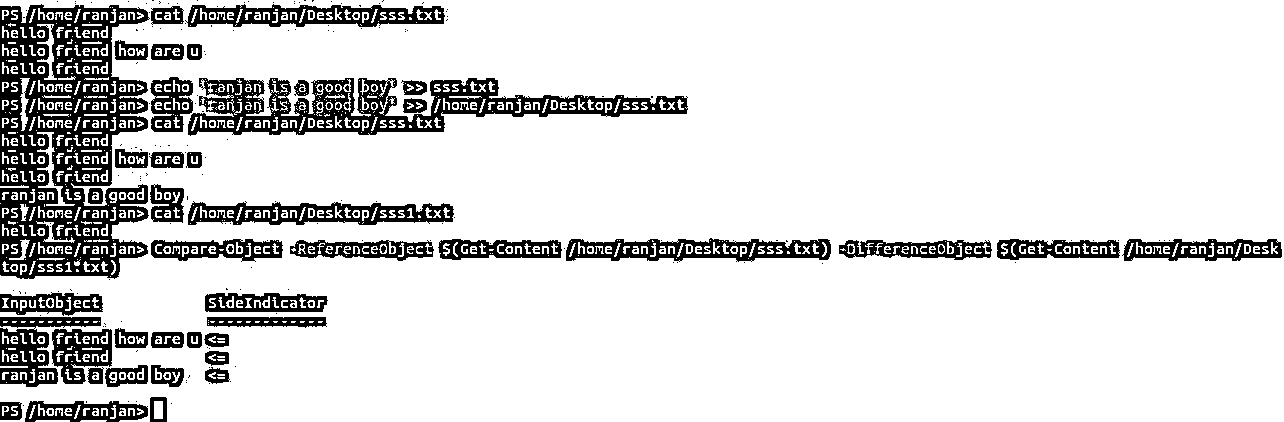 PS /home/ranjan> cat /home/ranjan/Desktop/sss.txt
hello friend
hello friend how are u
hello friend
PS /home/ranjan> echo 'ranjan is a good boy' >> sss.txt
PS /home/ranjan> echo 'ranjan is a good boy' >> /home/ranjan/Desktop/sss.txt
PS /home/ranjan> cat /home/ranjan/Desktop/sss.txt
hello friend
hello friend how are u
hello friend
ranjan is a good boy
PS /home/ranjan> cat /home/ranjan/Desktop/sss1.txt
hello friend
PS /home/ranjan> Compare-Object -ReferenceObject $(Get-Content /home/ranjan/Desktop/sss.txt) -DifferenceObject $(Get-Content /home/ranjan/Desk
top/sss1.txt)
InputObject            SideIndicator
-----------            -------------
hello friend how are u <=
hello friend           <=
ranjan is a good boy   <=
PS /home/ranjan>